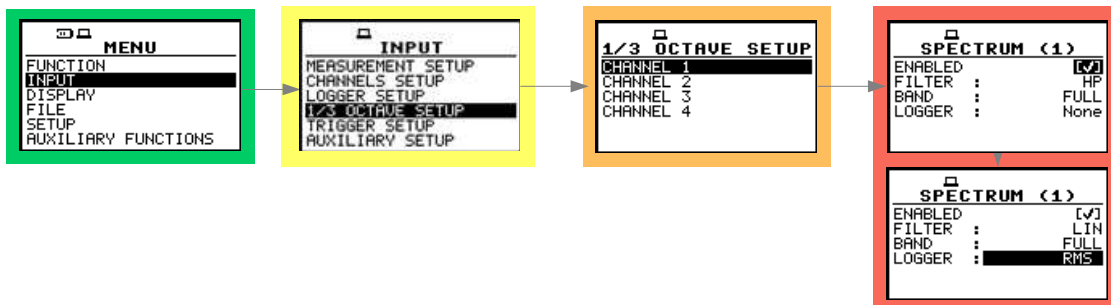 MENU
FUNCTION
INPUT
DISPLAY
FILE
SETUP
AUXILIARY FUNCTIONS
INPUT
MEASUREMENT SETUP
CHANNELS SETUP
LOGGER SETUP
1/3 OCTAVE SETUP
TRIGGER SETUP
AUXILIARY SETUP
1/3 OCTAVE SETUP
CHANNEL 1
CHANNEL 2
CHANNEL 3
CHANNEL 4
SPECTRUM (1)
ENABLED [√]
FILTER : HP
BAND : FULL
LOGGER : None
SPECTRUM (1)
ENABLED [√]
FILTER : LIN
BAND : FULL
LOGGER : RMS